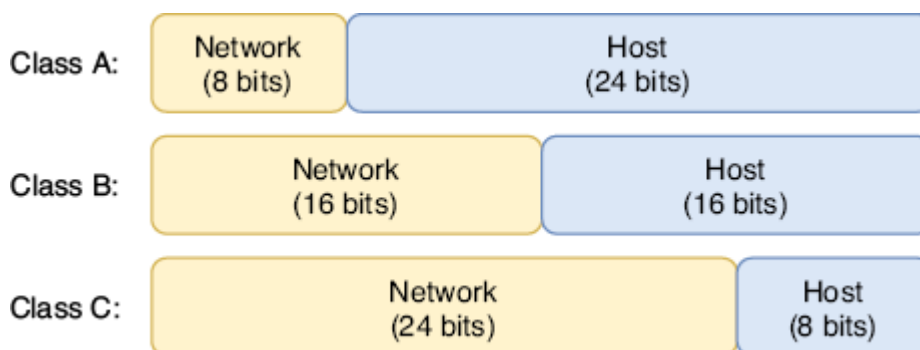 Class A:
Network
(8 bits)
Host
(24 bits)
Class B:
Network
(16 bits)
Host
(16 bits)
Class C:
Network
(24 bits)
Host
(8 bits)